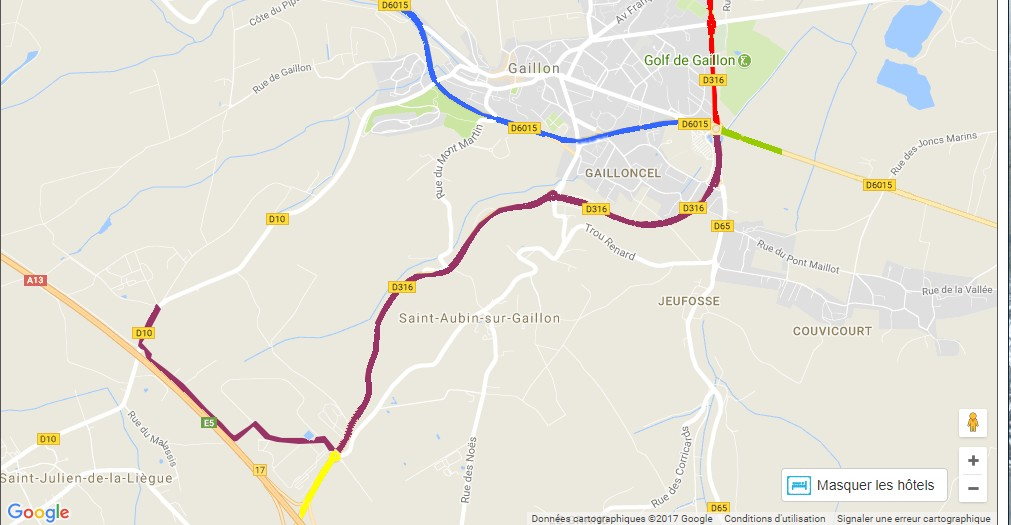 D6015
Côte du Pip
Av Franç
Ru
Golf de Gaillon
Gaillon
Rue de Gaillon
D316
D6015
D6015
Rue du Mont Martin
Rue des Joncs Marins
GAILLONCEL
D6015
D316
D316
D10
D65
Trou Renard
Rue du Pont Maillot
A13
D316
Rue de la Vallée
JEUFOSSE
Saint-Aubin-sur-Gaillon
D10
COUVICOURT
E5
Rue du Malassis
D10
17
Saint-Julien-de-la-Liègue
Rue des Noës
Rue des Corricards
Masquer les hôtels
D65
Google
Données cartographiques ©2017 Google Conditions d'utilisation Signaler une erreur cartographique